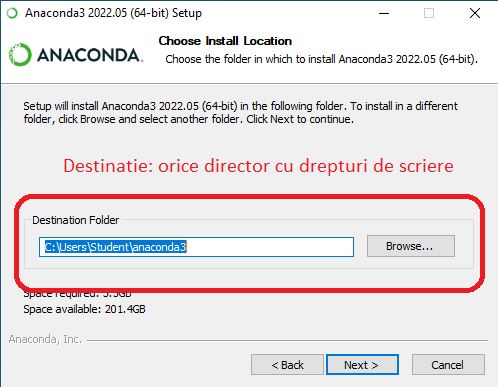 Anaconda3 2022.05 (64-bit) Setup
ANACONDA.
Choose Install Location
Choose the folder in which to install Anaconda3 2022.05 (64-bit).
Setup will install Anaconda3 2022.05 (64-bit) in the following folder. To install in a different
folder, click Browse and select another folder. Click Next to continue.
Destinatie: orice director cu drepturi de scriere
Destination Folder
C:\Users\Student\anaconda3
Browse...
Space required:
Space available: 201.4GB
Anaconda, Inc.
< Back
Next >
Cancel